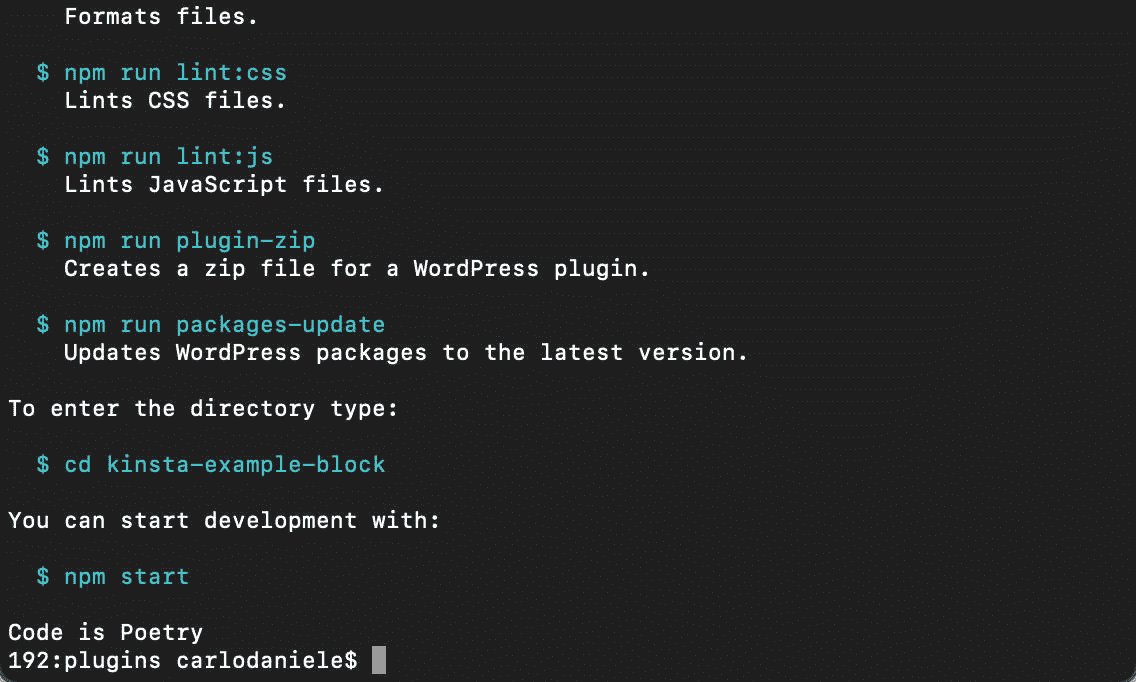 Formats files.
$ npm run lint:css
Lints CSS files.
$ npm run lint:js
Lints JavaScript files.
$ npm run plugin-zip
Creates a zip file for a WordPress plugin.
$ npm run packages-update
Updates WordPress packages to the latest version.
To enter the directory type:
$ cd kinsta-example-block
You can start development with:
$ npm start
Code is Poetry
192:plugins carlodaniele$